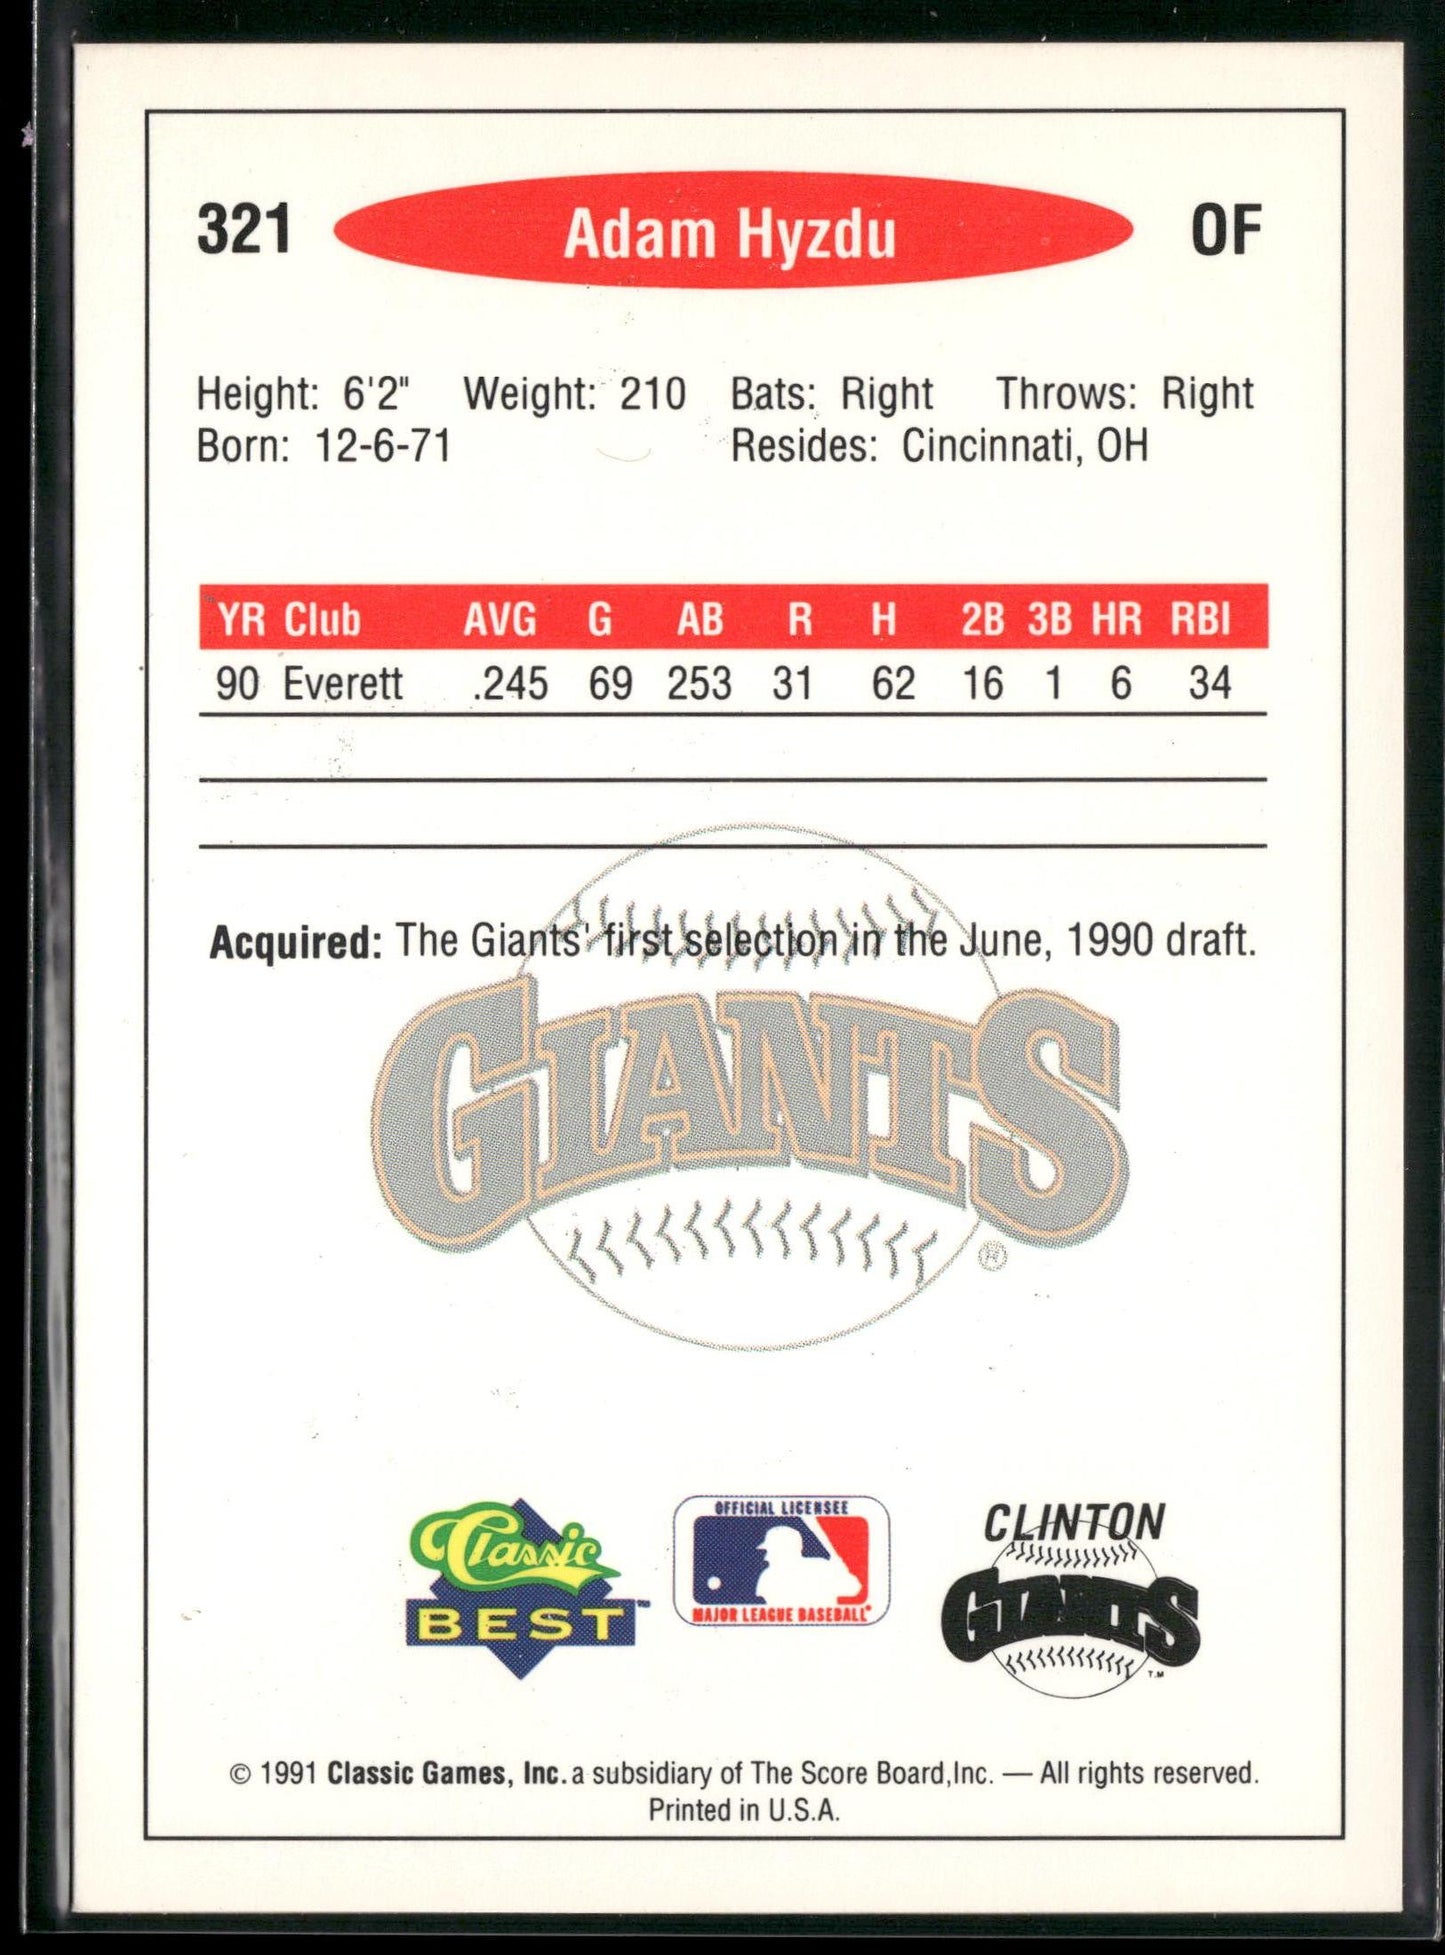 321 Adam Hyzdu OF
Height: 6'2" Weight: 210 Bats: Right Throws: Right
Born: 12-6-71 Resides: Cincinnati, OH
YR Club AVG G AB R H 2B 3B HR RBI
90 Everett .245 69 253 31 62 16 1 6 34
Acquired: The Giants' first selection in the June, 1990 draft.
GIANTS
®
Classic
BEST™
OFFICIAL LICENSEE
MAJOR LEAGUE BASEBALL®
CLINTON
GIANTS
T.M
© 1991 Classic Games, Inc. a subsidiary of The Score Board, Inc. — All rights reserved.
Printed in U.S.A.